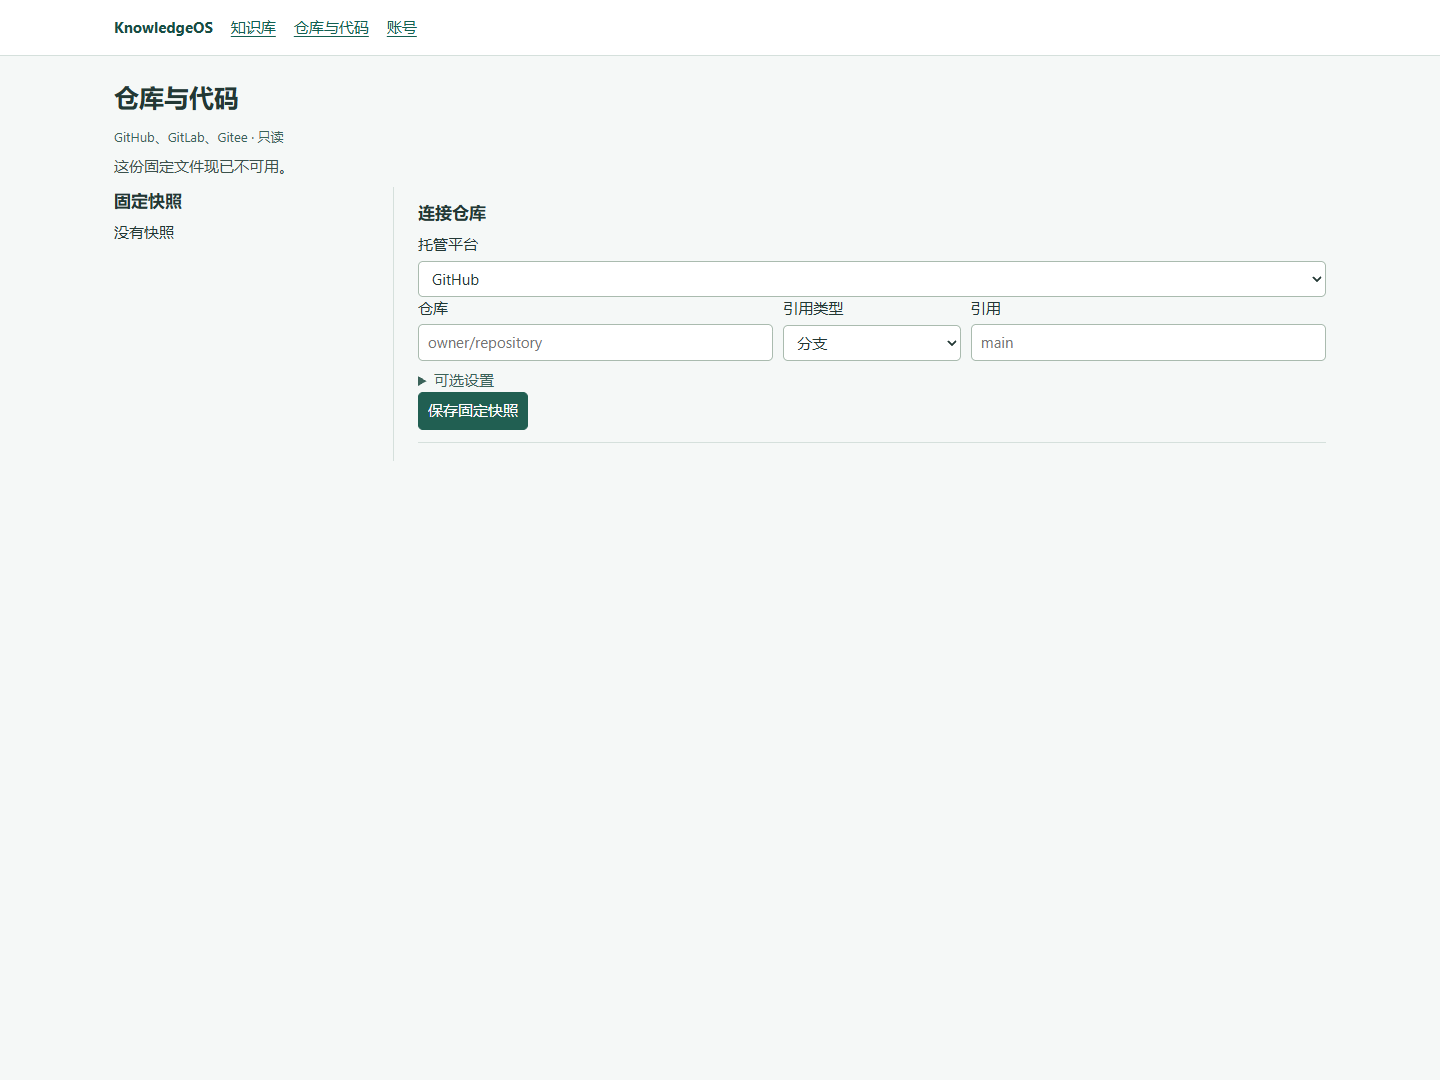 KnowledgeOS 知识库 仓库与代码 账号
仓库与代码
GitHub、GitLab、Gitee · 只读
这份固定文件现已不可用。
固定快照
没有快照
连接仓库
托管平台
GitHub
仓库 引用类型 引用
owner/repository 分支 main
可选设置
保存固定快照